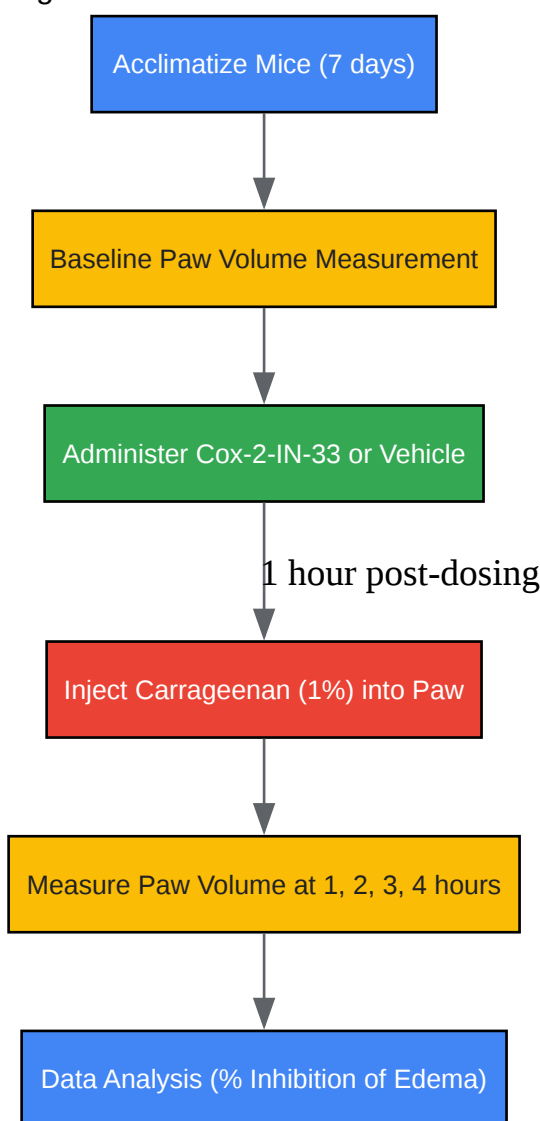 Acclimatize Mice (7 days)
Baseline Paw Volume Measurement
Administer Cox-2-IN-33 or Vehicle
1 hour post-dosing
Inject Carrageenan (1%) into Paw
Measure Paw Volume at 1, 2, 3, 4 hours
Data Analysis (% Inhibition of Edema)